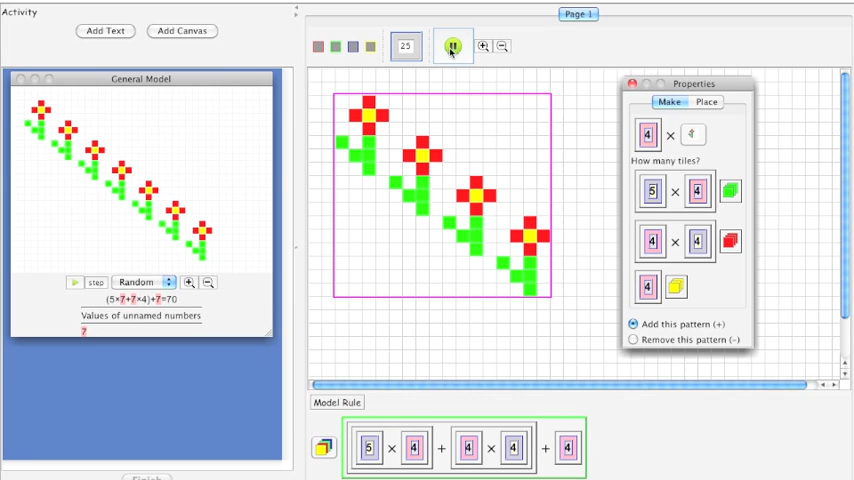 Activity
Page 1
Add Text
Add Canvas
25
General Model
Properties
Make
Place
4 ×
How many tiles?
5 × 4
4 × 4
4
Add this pattern (+)
Remove this pattern (-)
step
Random
(5×7+7×4)+7=70
Values of unnamed numbers
7
Model Rule
5 × 4 + 4 × 4 + 4
Finish